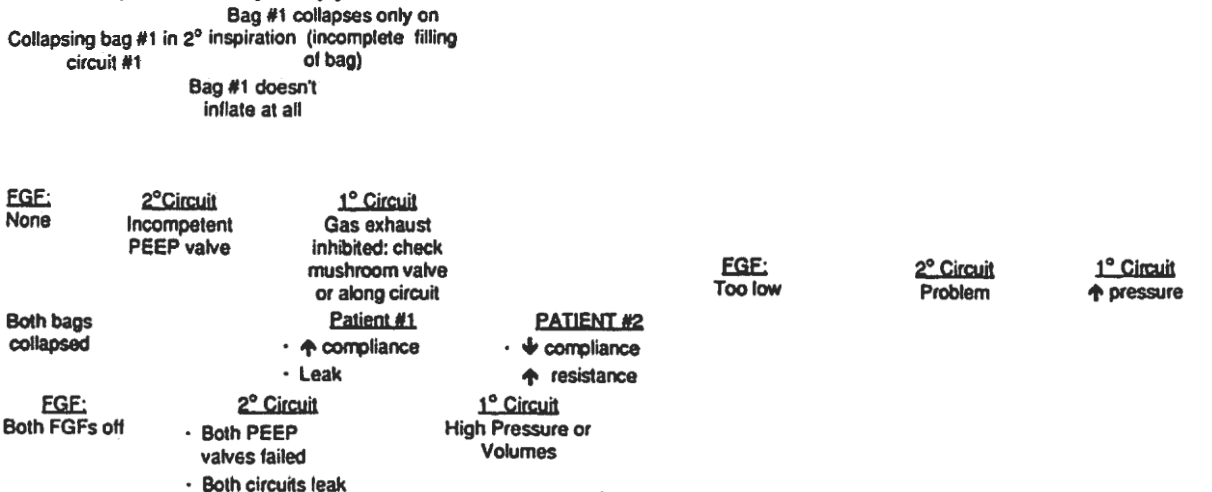 Bag #1 collapses only on
Collapsing bag #1 in 2° inspiration (incomplete filling
circuit #1 of bag)
Bag #1 doesn't
inflate at all
FGF: 2° Circuit 1° Circuit
None Incompetent Gas exhaust
PEEP valve inhibited: check
mushroom valve
or along circuit
FGF: 2° Circuit 1° Circuit
Too low Problem ↑ pressure
Both bags Patient #1 PATIENT #2
collapsed · ↑ compliance · ↓ compliance
· Leak ↑ resistance
FGF: 2° Circuit 1° Circuit
Both FGFs off · Both PEEP High Pressure or
valves failed Volumes
· Both circuits leak